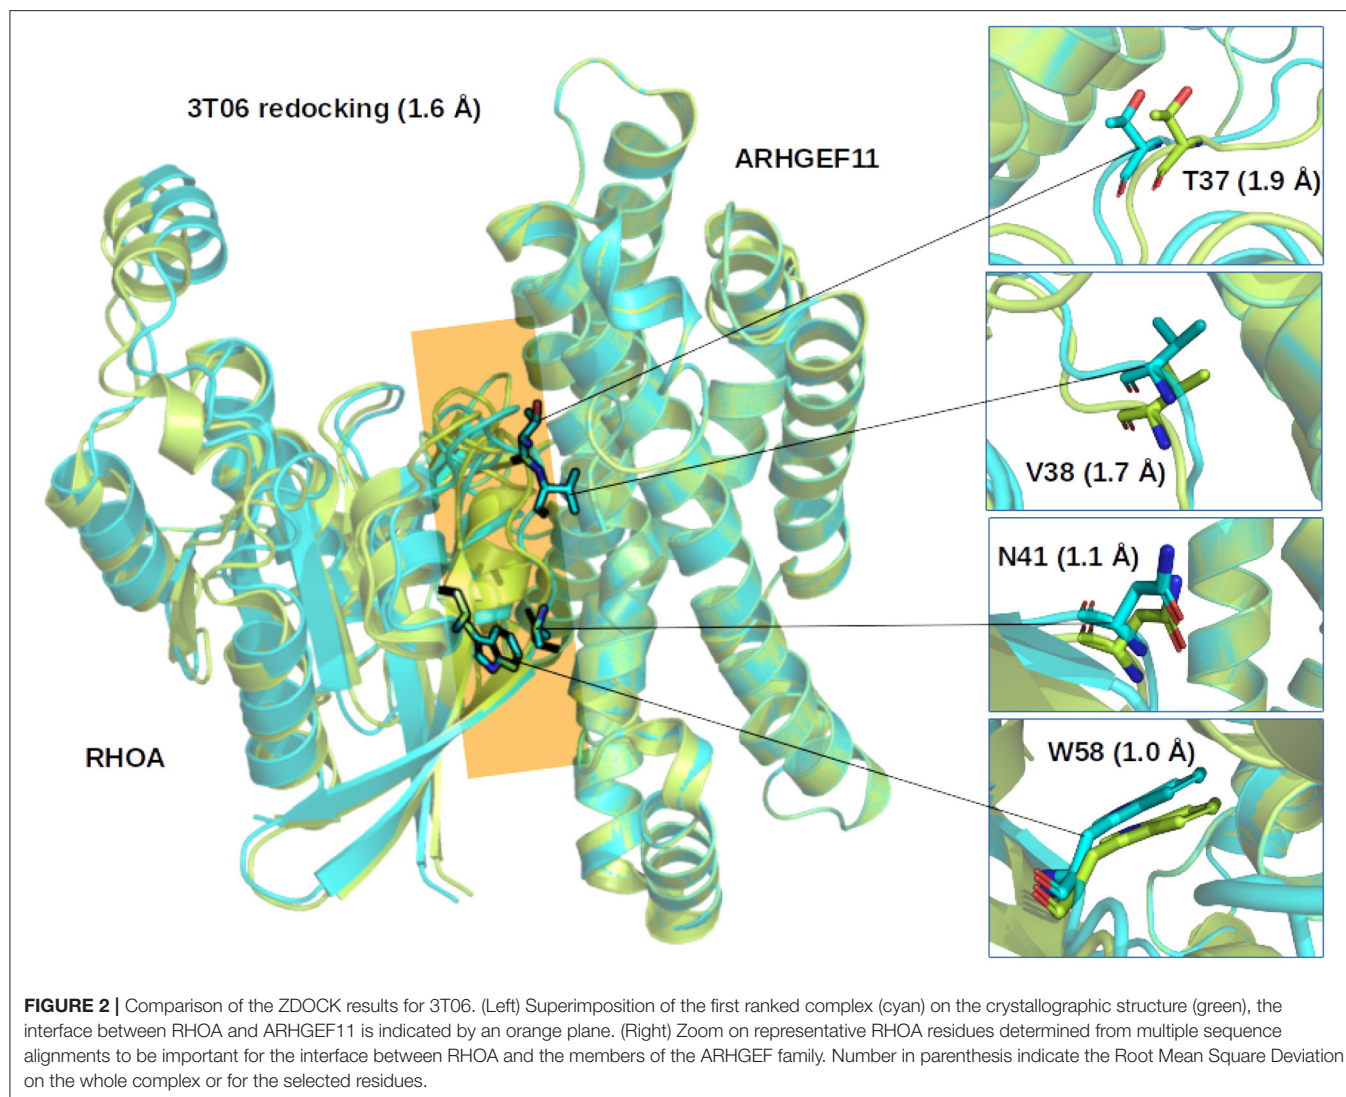 3T06 redocking (1.6 Å)
ARHGEF11
RHOA
T37 (1.9 Å)
V38 (1.7 Å)
N41 (1.1 Å)
W58 (1.0 Å)
FIGURE 2 | Comparison of the ZDOCK results for 3T06. (Left) Superimposition of the first ranked complex (cyan) on the crystallographic structure (green), the
interface between RHOA and ARHGEF11 is indicated by an orange plane. (Right) Zoom on representative RHOA residues determined from multiple sequence
alignments to be important for the interface between RHOA and the members of the ARHGEF family. Number in parenthesis indicate the Root Mean Square Deviation
on the whole complex or for the selected residues.